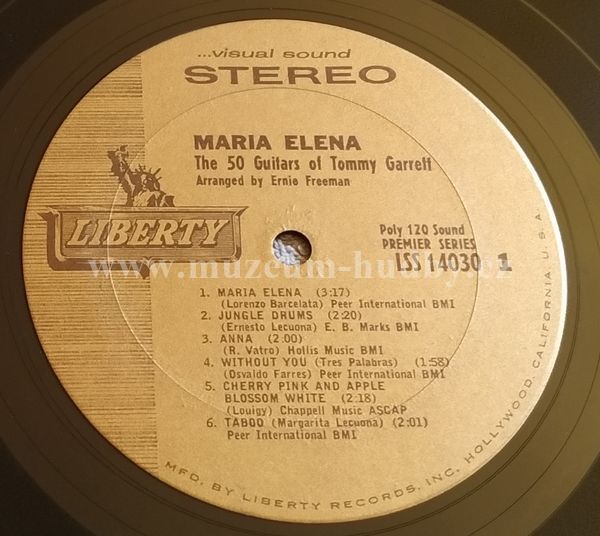 ...visual sound
STEREO
MARIA ELENA
The 50 Guitars of Tommy Garrett
Arranged by Ernie Freeman
LIBERTY
Poly 120 Sound
PREMIER SERIES
LSS 14030 1
www.muzeum-hudby.cz
1. MARIA ELENA (3:17)
(Lorenzo Barcelata) Peer International BMI
2. JUNGLE DRUMS (2:20)
(Ernesto Lecuona) E. B. Marks BMI
3. ANNA (2:00)
(R. Vatro) Hollis Music BMI
4. WITHOUT YOU (Tres Palabras) (1:58)
(Osvaldo Farres) Peer International BMI
5. CHERRY PINK AND APPLE
BLOSSOM WHITE (2:18)
(Louigy) Chappell Music ASCAP
6. TABOO (Margarita Lecuona) (2:01)
Peer International BMI
MFD. BY LIBERTY RECORDS, INC. HOLLYWOOD, CALIFORNIA, U.S.A.